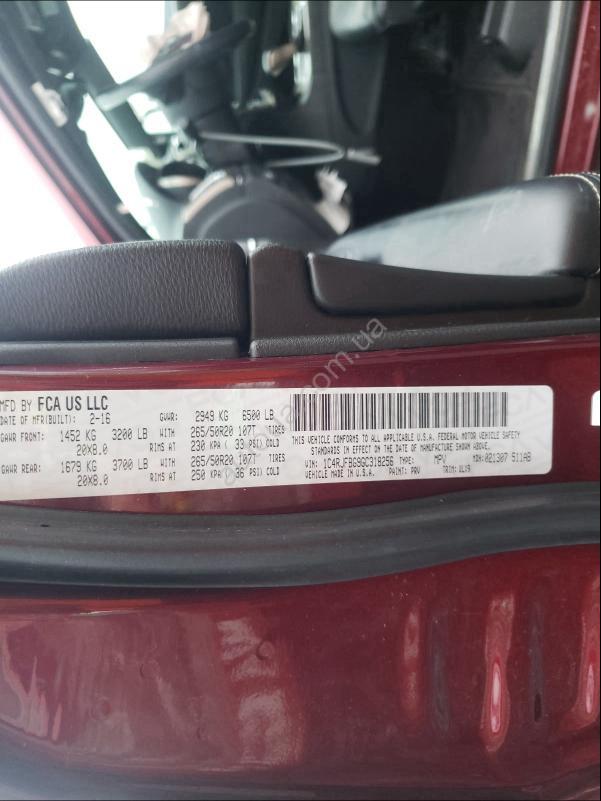 MFD BY FCA US LLC
DATE OF MFR(BUILT): 2-16 GVWR: 2949 KG 6500 LB
GAWR FRONT: 1452 KG 3200 LB WITH 265/50R20 107T TIRES
20X8.0 RIMS AT 230 KPA ( 33 PSI) COLD
GAWR REAR: 1679 KG 3700 LB WITH 265/50R20 107T TIRES
20X8.0 RIMS AT 250 KPA ( 36 PSI) COLD
THIS VEHICLE CONFORMS TO ALL APPLICABLE U.S.A. FEDERAL MOTOR VEHICLE SAFETY
STANDARDS IN EFFECT ON THE DATE OF MANUFACTURE SHOWN ABOVE.
VIN: 1C4RJFBG9GC318256 TYPE: MPV MDH: 021307 511AB
VEHICLE MADE IN U.S.A. PAINT: PRV TRIM: ULX9